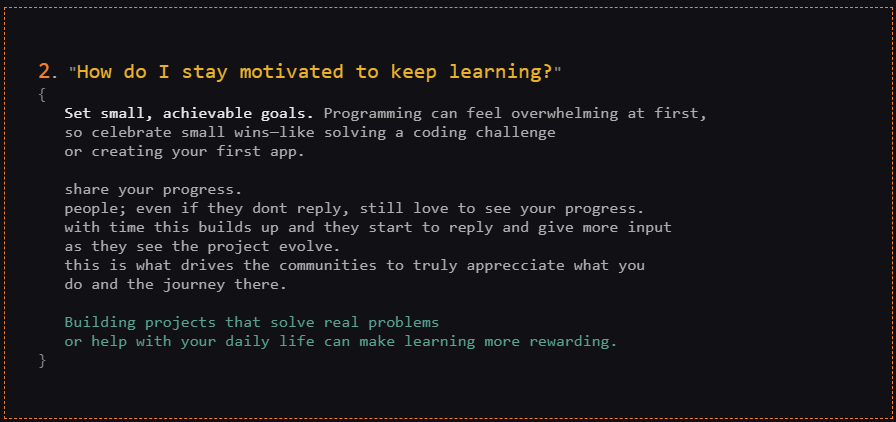 2. "How do I stay motivated to keep learning?"
{
Set small, achievable goals. Programming can feel overwhelming at first,
so celebrate small wins—like solving a coding challenge
or creating your first app.
share your progress.
people; even if they dont reply, still love to see your progress.
with time this builds up and they start to reply and give more input
as they see the project evolve.
this is what drives the communities to truly apprecciate what you
do and the journey there.
Building projects that solve real problems
or help with your daily life can make learning more rewarding.
}